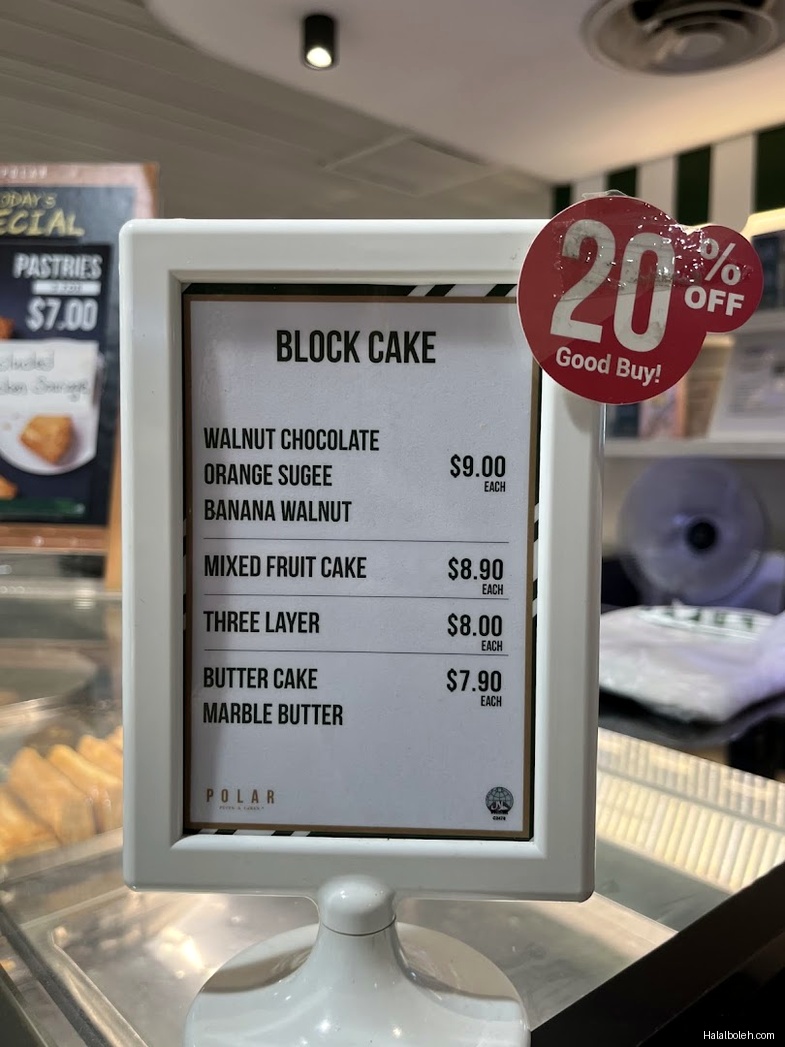 TODAY'S
SPECIAL
PASTRIES
$7.00
20% OFF
Good Buy!
BLOCK CAKE
WALNUT CHOCOLATE
ORANGE SUGEE
BANANA WALNUT
$9.00
EACH
MIXED FRUIT CAKE $8.90
EACH
THREE LAYER $8.00
EACH
BUTTER CAKE $7.90
EACH
MARBLE BUTTER
POLAR
Halalboleh.com